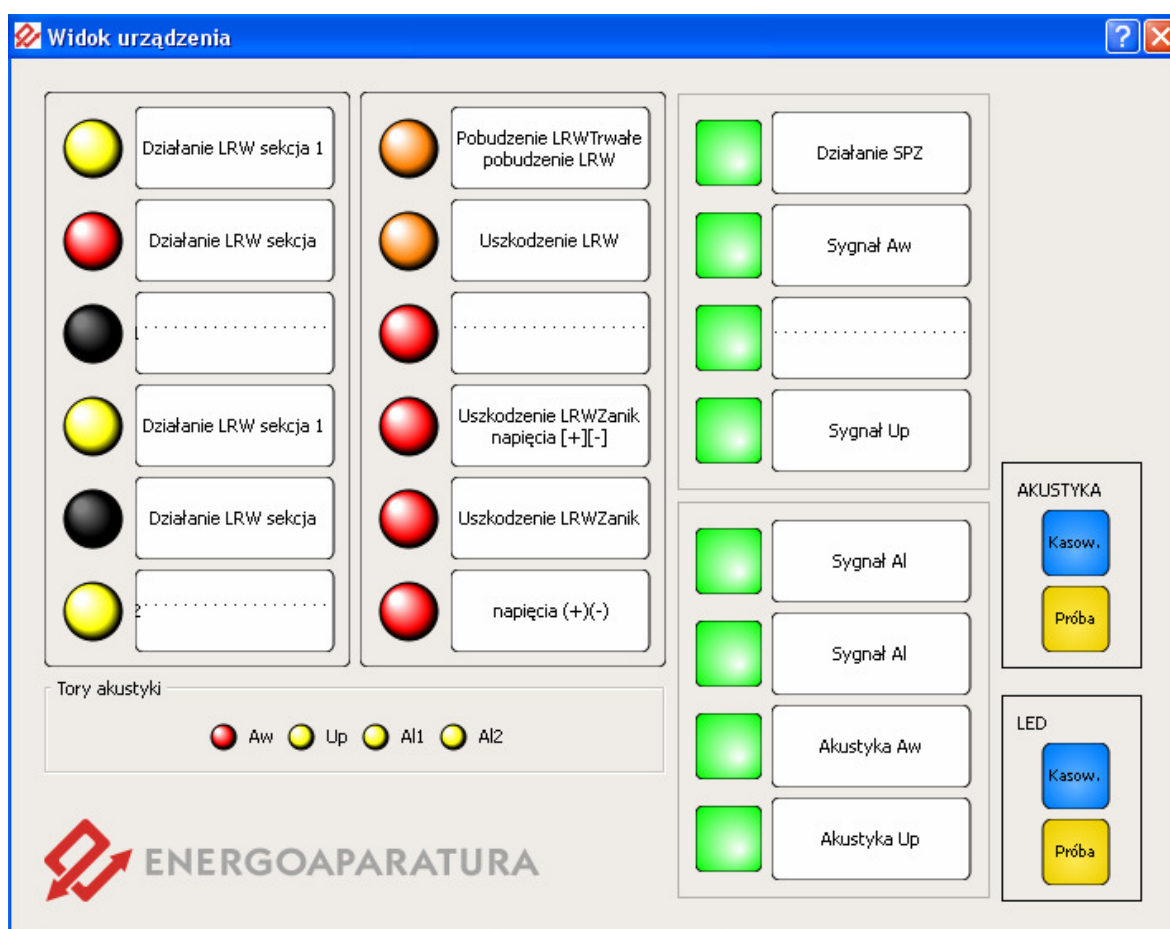 Widok urządzenia
Działanie LRW sekcja 1
Działanie LRW sekcja
1 . . . . . . . . . . . . . . . . . . . .
Działanie LRW sekcja 1
Działanie LRW sekcja
2 . . . . . . . . . . . . . . . . . . . .
Pobudzenie LRWTrwałe
pobudzenie LRW
Uszkodzenie LRW
. . . . . . . . . . . . . . . . . . . . .
Uszkodzenie LRWZanik
napięcia [+][-]
Uszkodzenie LRWZanik
napięcia (+)(-)
Działanie SPZ
Sygnał Aw
. . . . . . . . . . . . . . . . . . . . .
Sygnał Up
Sygnał Al
Sygnał Al
Akustyka Aw
Akustyka Up
AKUSTYKA
Kasow.
Próba
LED
Kasow.
Próba
Tory akustyki
Aw Up Al1 Al2
ENERGOAPARATURA